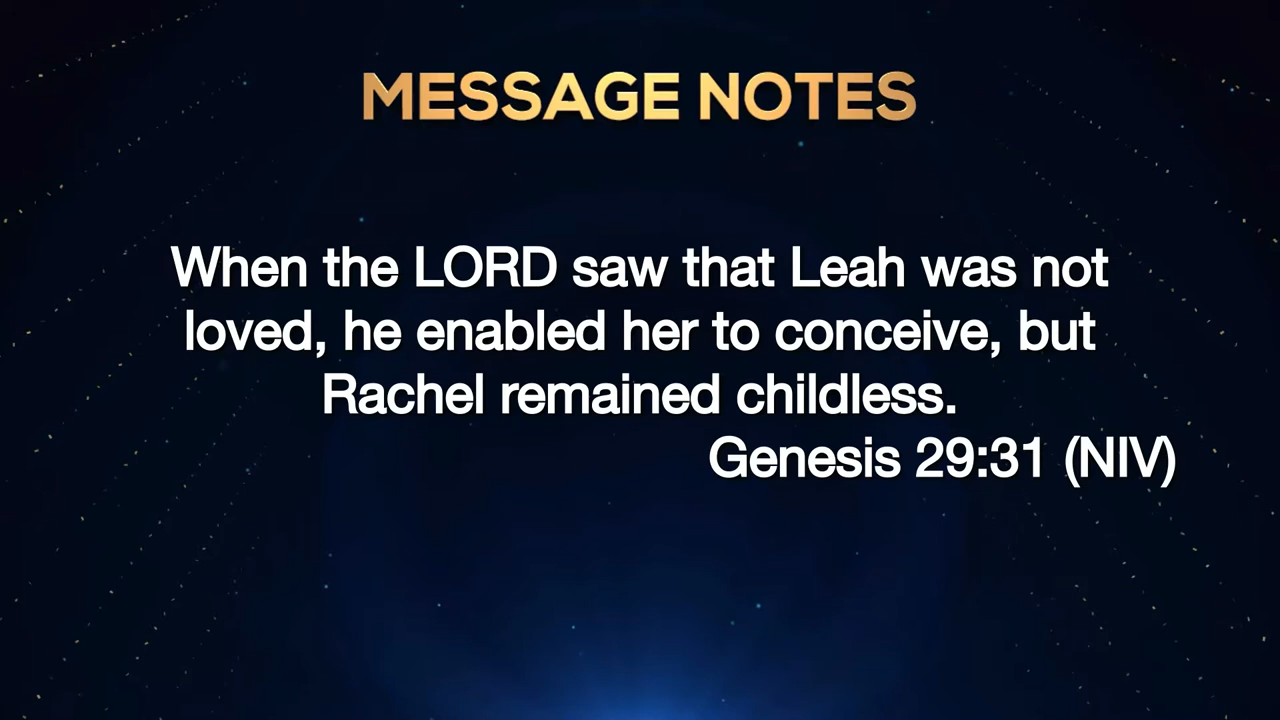 MESSAGE NOTES
When the LORD saw that Leah was not
loved, he enabled her to conceive, but
Rachel remained childless.
Genesis 29:31 (NIV)